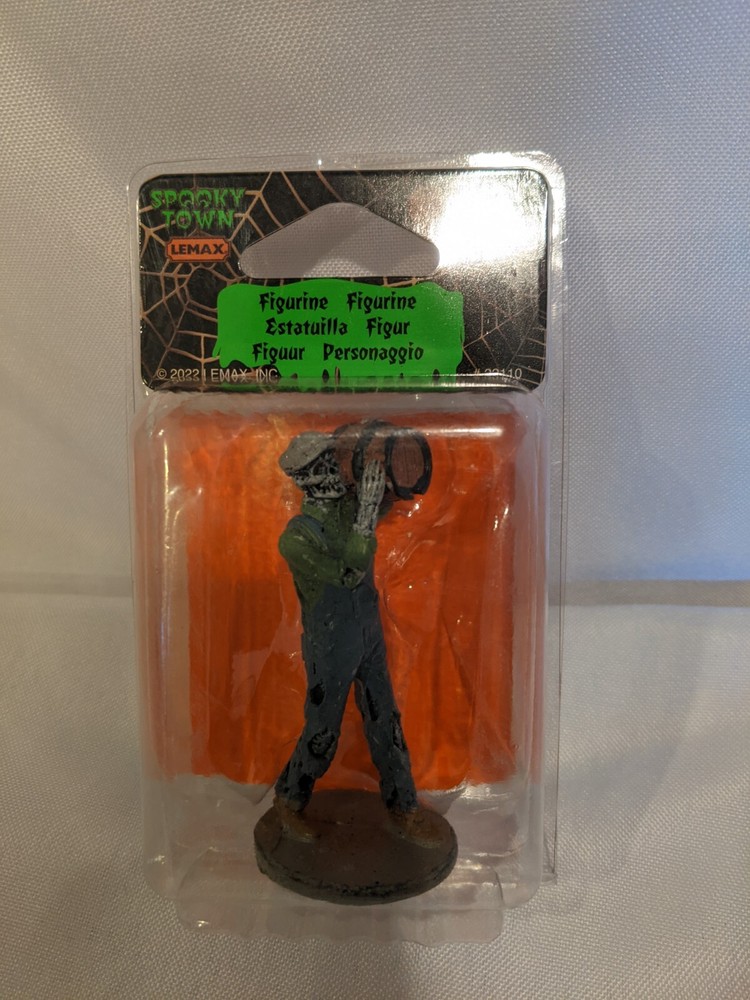 SPOOKY
TOWN
LEMAX
Figurine Figurine
Estatuilla Figur
Figuur Personaggio
© 2022 LEMAX, INC.